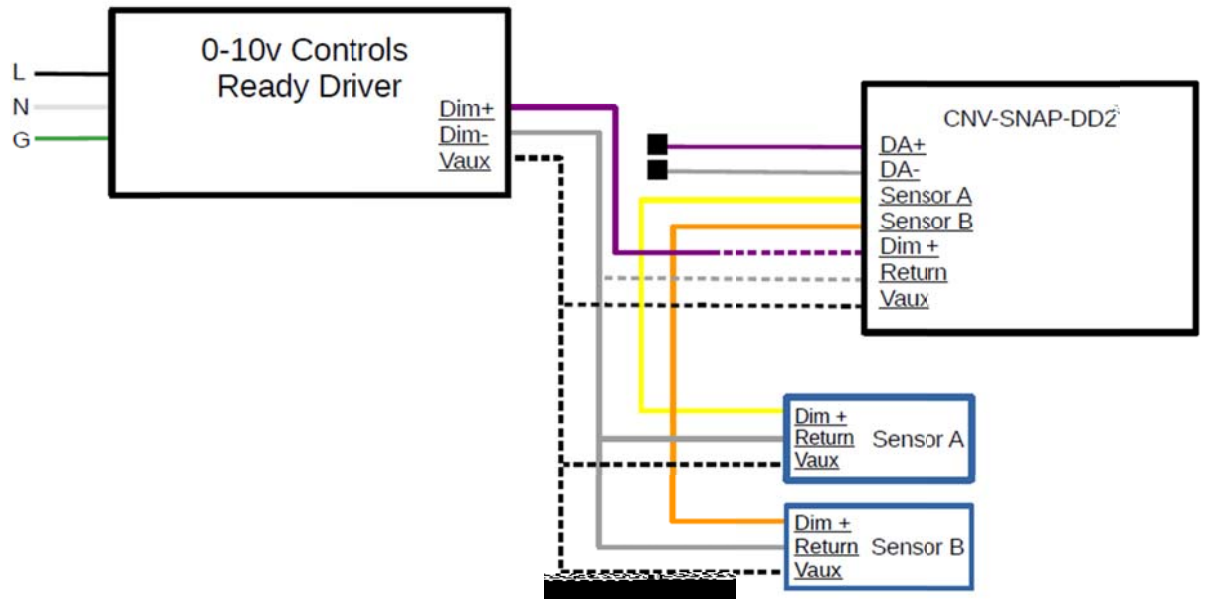 0-10v Controls
Ready Driver
L
N
G
Dim+
Dim-
Vaux
CNV-SNAP-DD2
DA+
DA-
Sensor A
Sensor B
Dim +
Return
Vaux
Dim +
Return
Vaux
Sensor A
Dim +
Return
Vaux
Sensor B